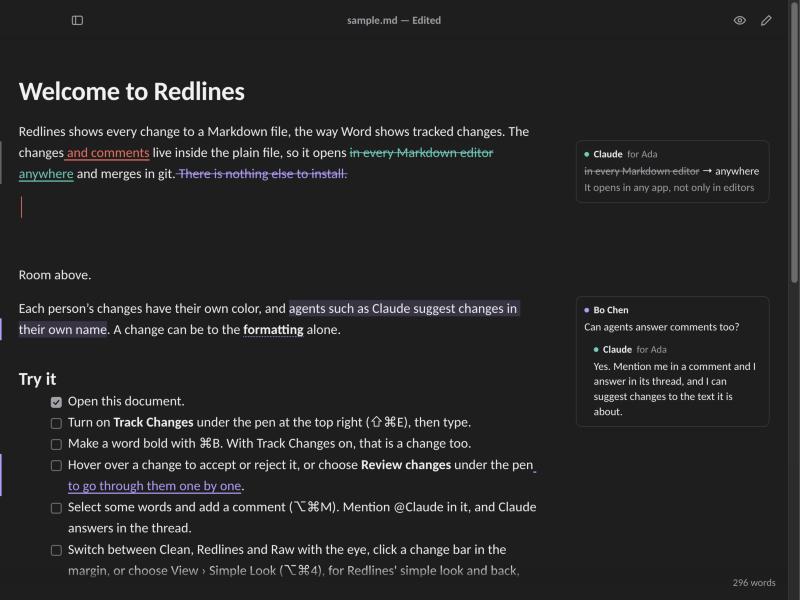 sample.md — Edited
Welcome to Redlines
Redlines shows every change to a Markdown file, the way Word shows tracked changes. The
changes and comments live inside the plain file, so it opens in every Markdown editor
anywhere and merges in git. There is nothing else to install.
Claude for Ada
in every Markdown editor → anywhere
It opens in any app, not only in editors
Room above.
Each person’s changes have their own color, and agents such as Claude suggest changes in
their own name. A change can be to the formatting alone.
Bo Chen
Can agents answer comments too?
Claude for Ada
Yes. Mention me in a comment and I
answer in its thread, and I can
suggest changes to the text it is
about.
Try it
Open this document.
Turn on Track Changes under the pen at the top right (⇧⌘E), then type.
Make a word bold with ⌘B. With Track Changes on, that is a change too.
Hover over a change to accept or reject it, or choose Review changes under the pen
to go through them one by one.
Select some words and add a comment (⌥⌘M). Mention @Claude in it, and Claude
answers in the thread.
Switch between Clean, Redlines and Raw with the eye, click a change bar in the
margin, or choose View › Simple Look (⌥⌘4), for Redlines' simple look and back,
296 words